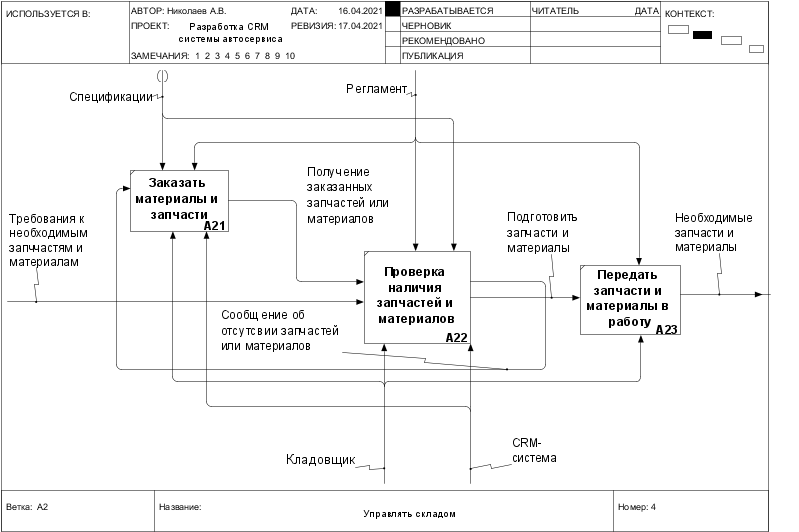 ИСПОЛЬЗУЕТСЯ В:
АВТОР: Николаев А.В.
ДАТА: 16.04.2021
ПРОЕКТ: Разработка CRM
системы автосервиса
РЕВИЗИЯ: 17.04.2021
ЗАМЕЧАНИЯ: 1 2 3 4 5 6 7 8 9 10
РАЗРАБАТЫВАЕТСЯ
ЧЕРНОВИК
РЕКОМЕНДОВАНО
ПУБЛИКАЦИЯ
ЧИТАТЕЛЬ ДАТА
КОНТЕКСТ:
Спецификации
Регламент
Заказать
материалы и
запчасти
A21
Получение
заказанных
запчастей или
материалов
Требования к
необходимым
запччастям и
материалам
Подготовить
запчасти и
материалы
Необходимые
запчасти и
материалы
Проверка
наличия
запчастей и
материалов
A22
Передать
запчасти и
материалы в
работу
A23
Сообщение об
отсутсвии запчастей
или материалов
Кладовщик
CRM-
система
Ветка: A2
Название:
Управлять складом
Номер: 4